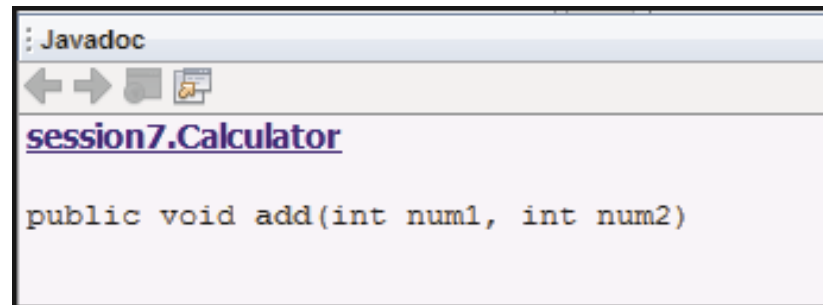 Javadoc
session7.Calculator
public void add(int num1, int num2)